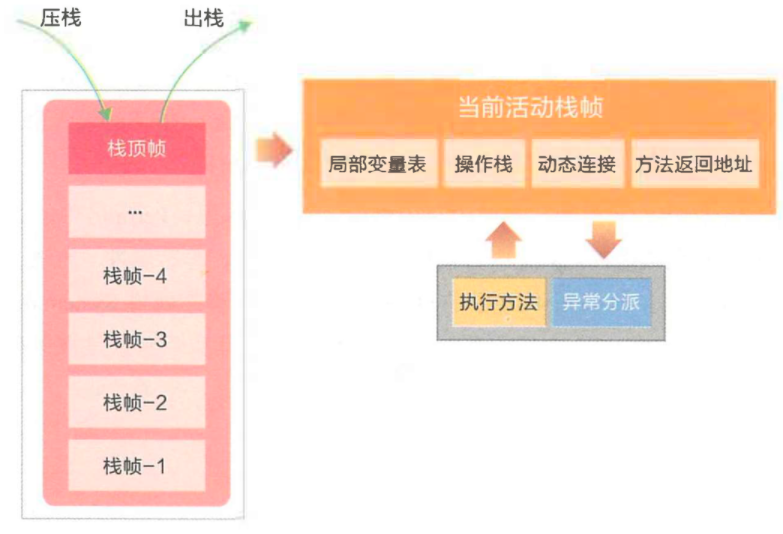 压栈 出栈
栈顶帧
...
栈帧-4
栈帧-3
栈帧-2
栈帧-1
当前活动栈帧
局部变量表 操作栈 动态连接 方法返回地址
执行方法 异常分派